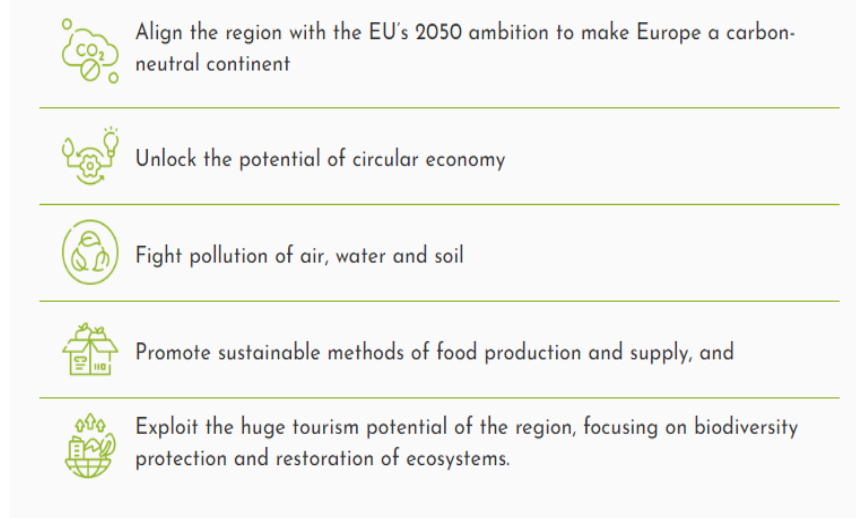 CO2
Align the region with the EU's 2050 ambition to make Europe a carbon-
neutral continent
Unlock the potential of circular economy
Fight pollution of air, water and soil
Promote sustainable methods of food production and supply, and
Exploit the huge tourism potential of the region, focusing on biodiversity
protection and restoration of ecosystems.